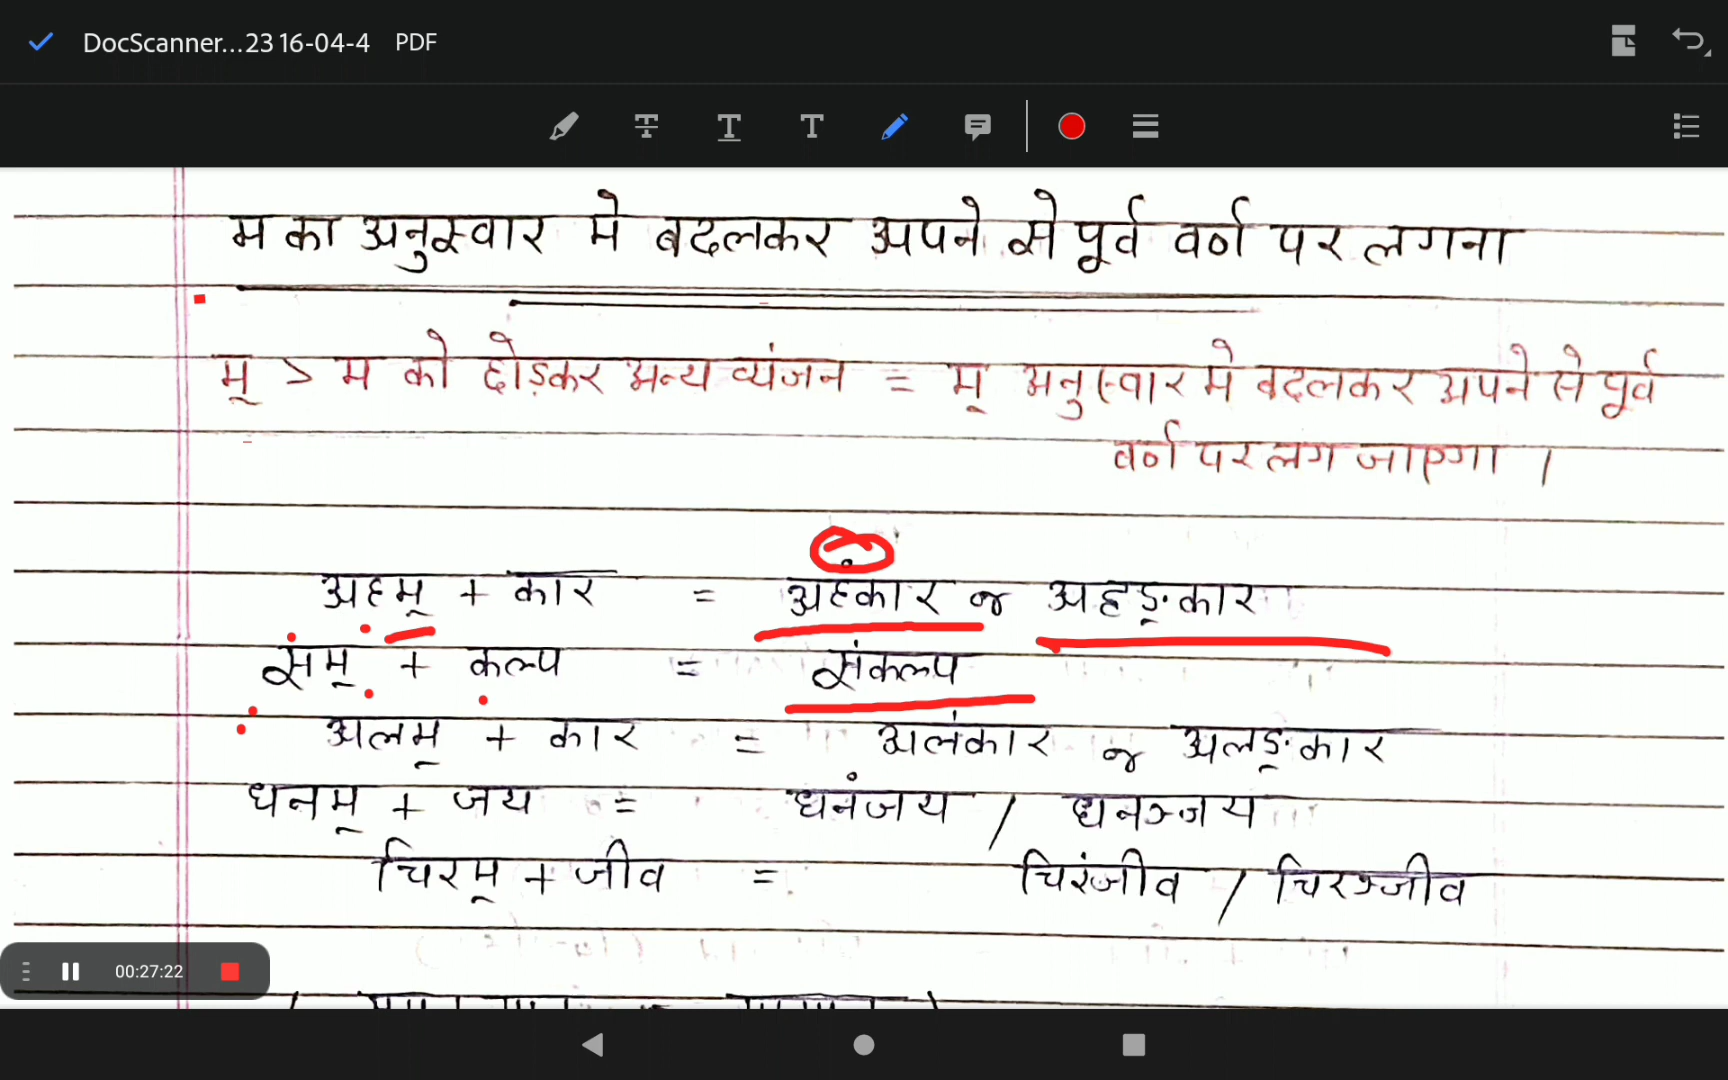 DocScanner...23 16-04-4 PDF
म का अनुस्वार मे बदलकर अपने से पूर्व वर्ण पर लगना
म् > म को छोड़कर अन्य व्यंजन = म् अनुस्वार मे बदलकर अपने से पूर्व
वर्ण पर लग जाएगा ।
अहम् + कार = अहंकार अहङ्कार
सम् + कल्प = संकल्प
अलम् + कार = अलंकार अलङ्कार
धनम् + जय = धनंजय / धनञ्जय
चिरम् + जीव = चिरंजीव / चिरञ्जीव
00:27:22